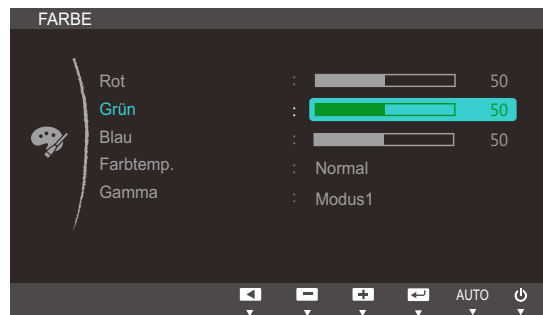 FARBE
Rot : 50
Grün : 50
Blau : 50
Farbtemp. : Normal
Gamma : Modus1
AUTO